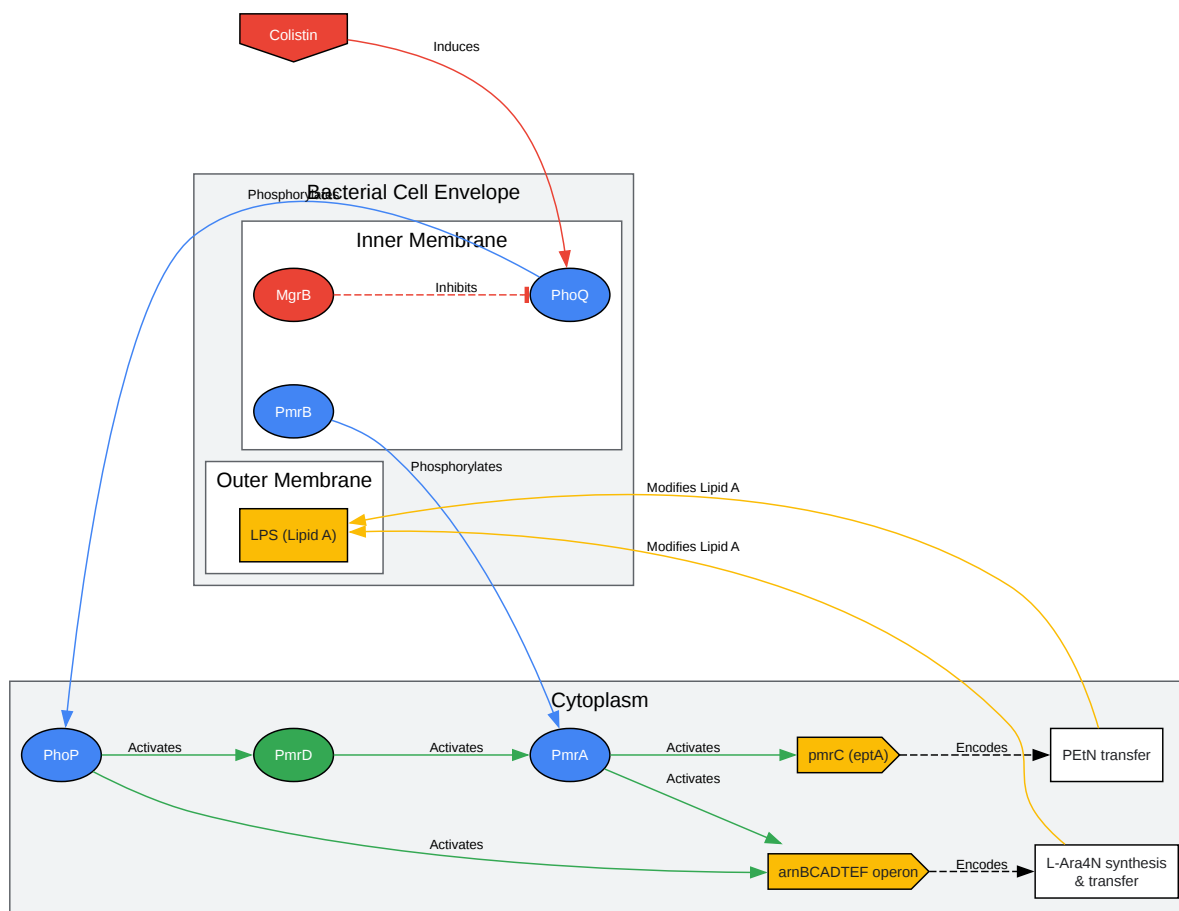 Colistin
Induces
Bacterial Cell Envelope
Phosphorylates
Inner Membrane
MgrB
Inhibits
PhoQ
PmrB
Phosphorylates
Outer Membrane
LPS (Lipid A)
Modifies Lipid A
Modifies Lipid A
Cytoplasm
PhoP
Activates
PmrD
Activates
PmrA
Activates
pmrC (eptA)
Encodes
PEtN transfer
Activates
Activates
arnBCADTEF operon
Encodes
L-Ara4N synthesis
& transfer